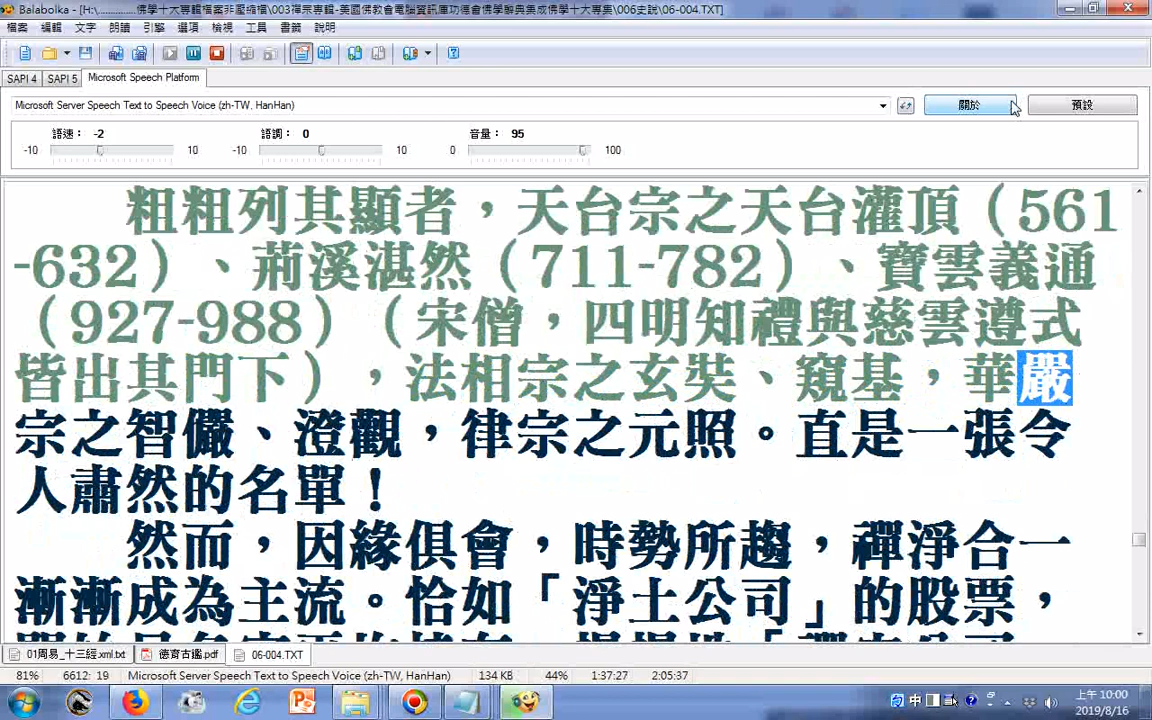 Balabolka - [H:\.............佛學十大專輯檔案非壓縮檔\003禪宗專輯-美國佛教會電腦資訊庫功德會佛學辭典集成佛學十大專集\006史說\06-004.TXT]
檔案 編輯 文字 朗讀 引擎 選項 檢視 工具 書籤 說明
SAPI 4 SAPI 5 Microsoft Speech Platform
Microsoft Server Speech Text to Speech Voice (zh-TW, HanHan) 關於 預設
語速： -2 語調： 0 音量： 95
-10 10 -10 10 0 100
粗粗列其顯者，天台宗之天台灌頂（561
-632）、荊溪湛然（711-782）、寶雲義通
（927-988）（宋僧，四明知禮與慈雲遵式
皆出其門下），法相宗之玄奘、窺基，華嚴
宗之智儼、澄觀，律宗之元照。直是一張令
人肅然的名單！
然而，因緣俱會，時勢所趨，禪淨合一
漸漸成為主流。恰如「淨土公司」的股票，
01周易_十三經.xml.txt 德育古鑑.pdf 06-004.TXT
81% 6612: 19 Microsoft Server Speech Text to Speech Voice (zh-TW, HanHan) 134 KB 44% 1:37:27 2:05:37
中 上午 10:00
2019/8/16